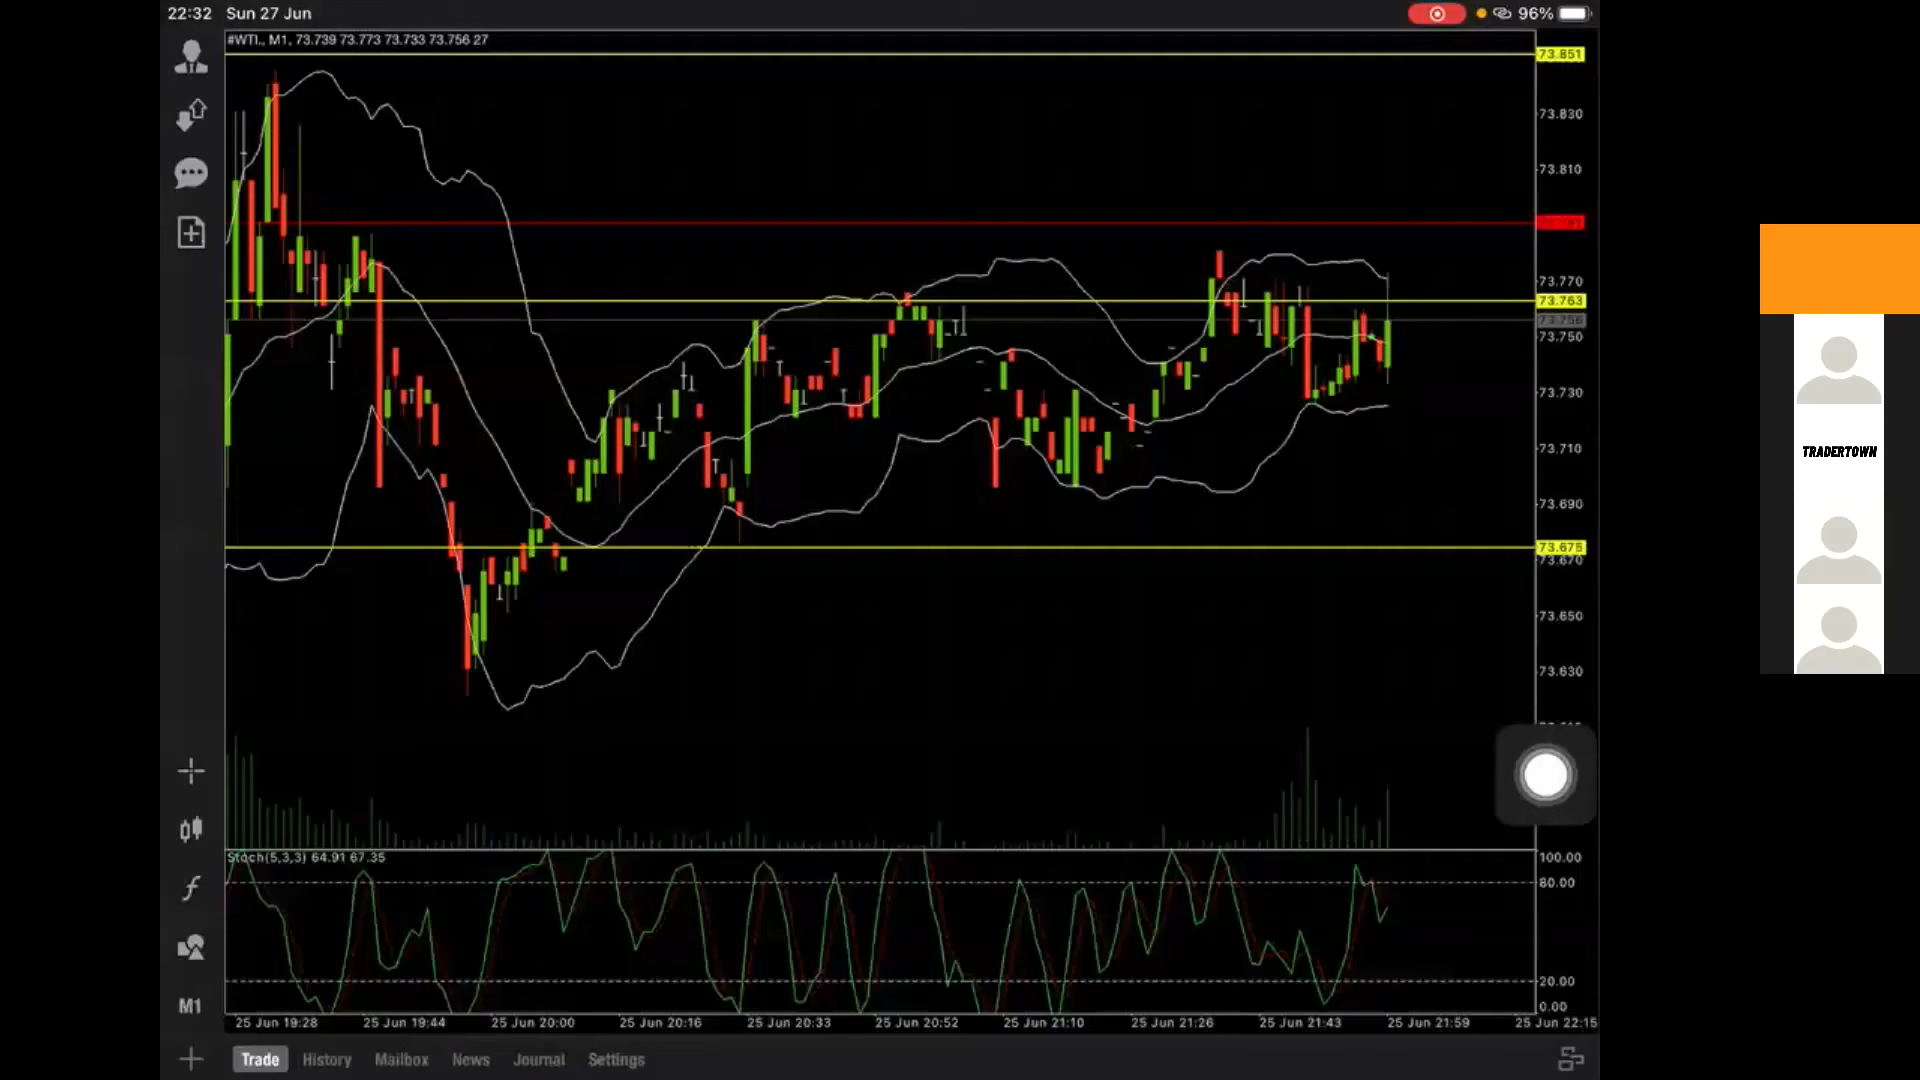 22:32 Sun 27 Jun
96%
#WTI., M1, 73.739 73.773 73.733 73.756 27
73.851
73.830
73.810
73.770
73.763
73.756
73.750
73.730
73.710
73.690
73.675
73.670
73.650
73.630
TRADERTOWN
Stoch(5,3,3) 64.91 67.35
100.00
80.00
20.00
0.00
M1
25 Jun 19:28 25 Jun 19:44 25 Jun 20:00 25 Jun 20:16 25 Jun 20:33 25 Jun 20:52 25 Jun 21:10 25 Jun 21:26 25 Jun 21:43 25 Jun 21:59 25 Jun 22:15
Trade History Mailbox News Journal Settings